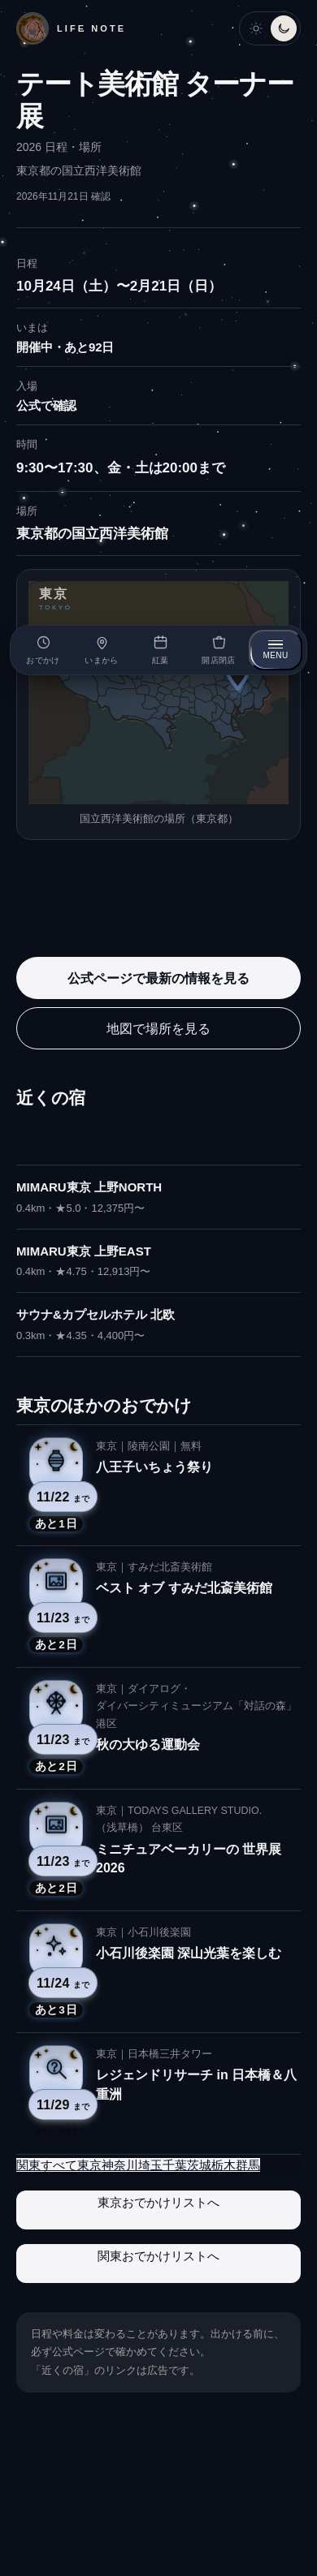 LIFE NOTE
テート美術館 ターナー
展
2026 日程・場所
東京都の国立西洋美術館
2026年11月21日 確認
日程
10月24日（土）〜2月21日（日）
いまは
開催中・あと92日
入場
公式で確認
時間
9:30〜17:30、金・土は20:00まで
場所
東京都の国立西洋美術館
東京
TOKYO
おでかけ
いまから
紅葉
開店閉店
MENU
国立西洋美術館の場所（東京都）
公式ページで最新の情報を見る
地図で場所を見る
近くの宿
MIMARU東京 上野NORTH
0.4km・★5.0・12,375円〜
MIMARU東京 上野EAST
0.4km・★4.75・12,913円〜
サウナ&カプセルホテル 北欧
0.3km・★4.35・4,400円〜
東京のほかのおでかけ
東京｜陵南公園｜無料
八王子いちょう祭り
11/22 まで
あと1日
東京｜すみだ北斎美術館
ベスト オブ すみだ北斎美術館
11/23 まで
あと2日
東京｜ダイアログ・
ダイバーシティミュージアム「対話の森」
港区
秋の大ゆる運動会
11/23 まで
あと2日
東京｜TODAYS GALLERY STUDIO.
（浅草橋） 台東区
ミニチュアベーカリーの 世界展
2026
11/23 まで
あと2日
東京｜小石川後楽園
小石川後楽園 深山光葉を楽しむ
11/24 まで
あと3日
東京｜日本橋三井タワー
レジェンドリサーチ in 日本橋＆八
重洲
11/29 まで
関東すべて東京神奈川埼玉千葉茨城栃木群馬
東京おでかけリストへ
関東おでかけリストへ
日程や料金は変わることがあります。出かける前に、
必ず公式ページで確かめてください。
「近くの宿」のリンクは広告です。